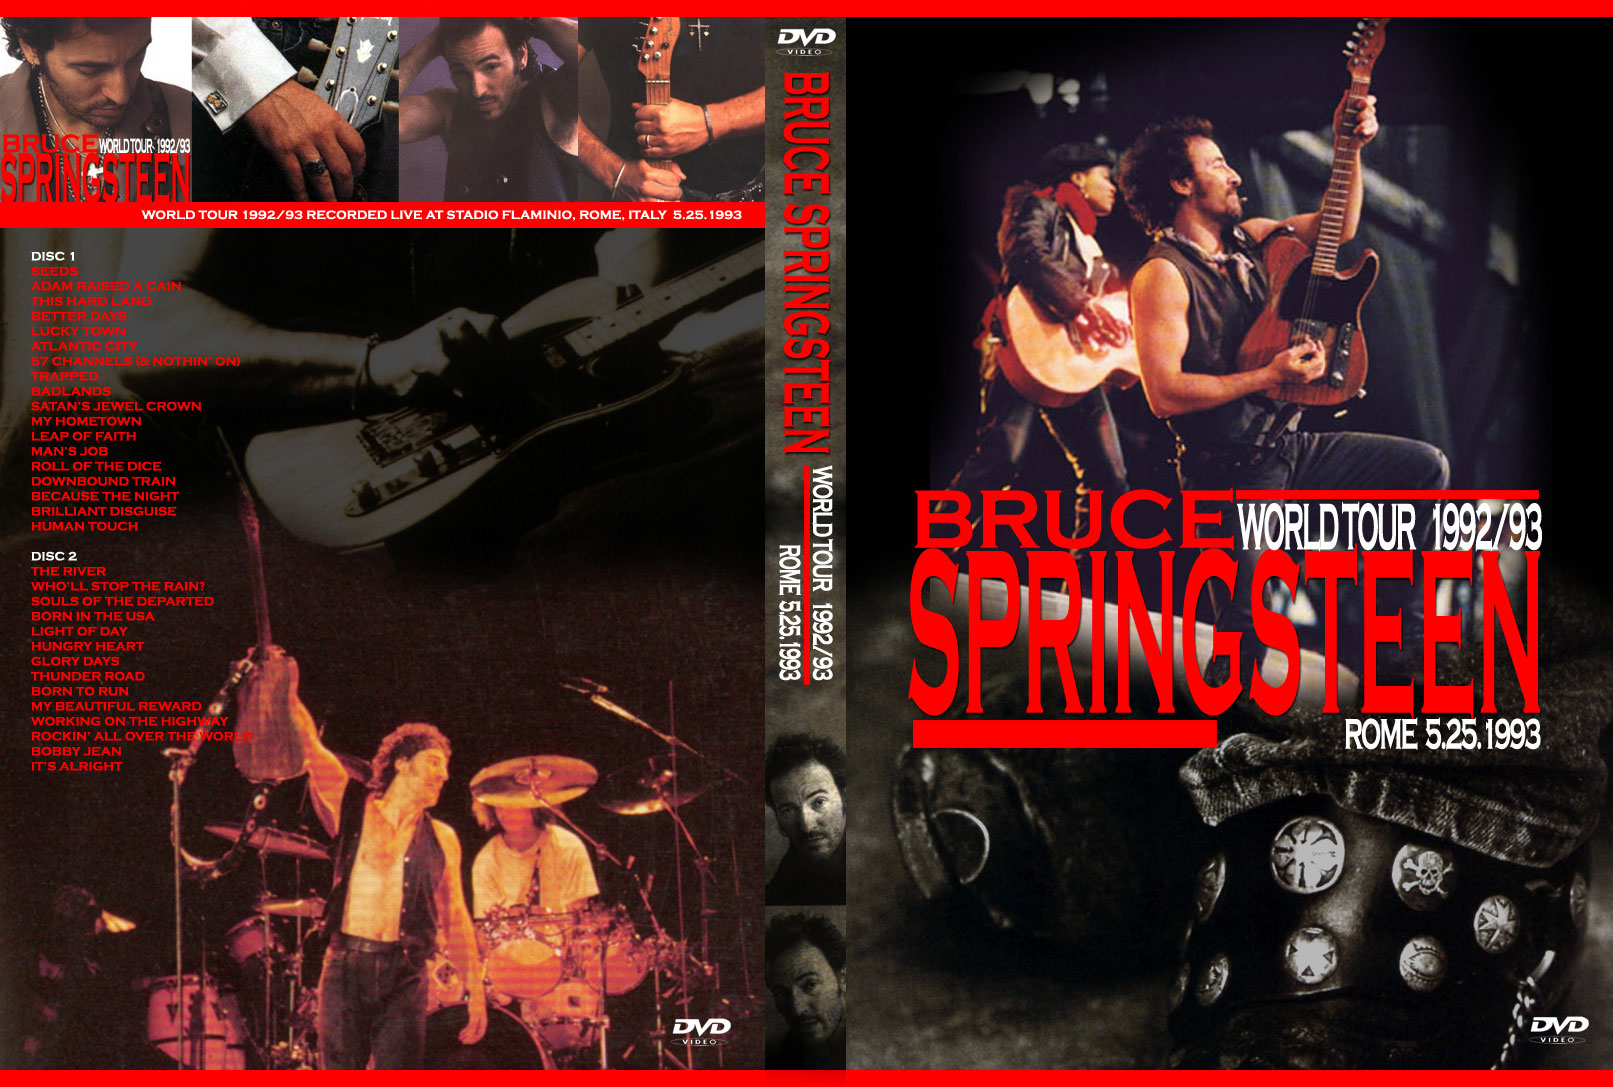 BRUCE WORLD TOUR 1992/93
SPRINGSTEEN
WORLD TOUR 1992/93 RECORDED LIVE AT STADIO FLAMINIO, ROME, ITALY 5.25.1993
DISC 1
SEEDS
ADAM RAISED A CAIN
THIS HARD LAND
BETTER DAYS
LUCKY TOWN
ATLANTIC CITY
57 CHANNELS (& NOTHIN' ON)
TRAPPED
BADLANDS
SATAN'S JEWEL CROWN
MY HOMETOWN
LEAP OF FAITH
MAN'S JOB
ROLL OF THE DICE
DOWNBOUND TRAIN
BECAUSE THE NIGHT
BRILLIANT DISGUISE
HUMAN TOUCH
DISC 2
THE RIVER
WHO'LL STOP THE RAIN?
SOULS OF THE DEPARTED
BORN IN THE USA
LIGHT OF DAY
HUNGRY HEART
GLORY DAYS
THUNDER ROAD
BORN TO RUN
MY BEAUTIFUL REWARD
WORKING ON THE HIGHWAY
ROCKIN' ALL OVER THE WORLD
BOBBY JEAN
IT'S ALRIGHT
DVD
VIDEO
DVD
VIDEO
BRUCE SPRINGSTEEN
WORLD TOUR 1992/93
ROME 5.25.1993
BRUCE WORLD TOUR 1992/93
SPRINGSTEEN
ROME 5.25.1993
DVD
VIDEO